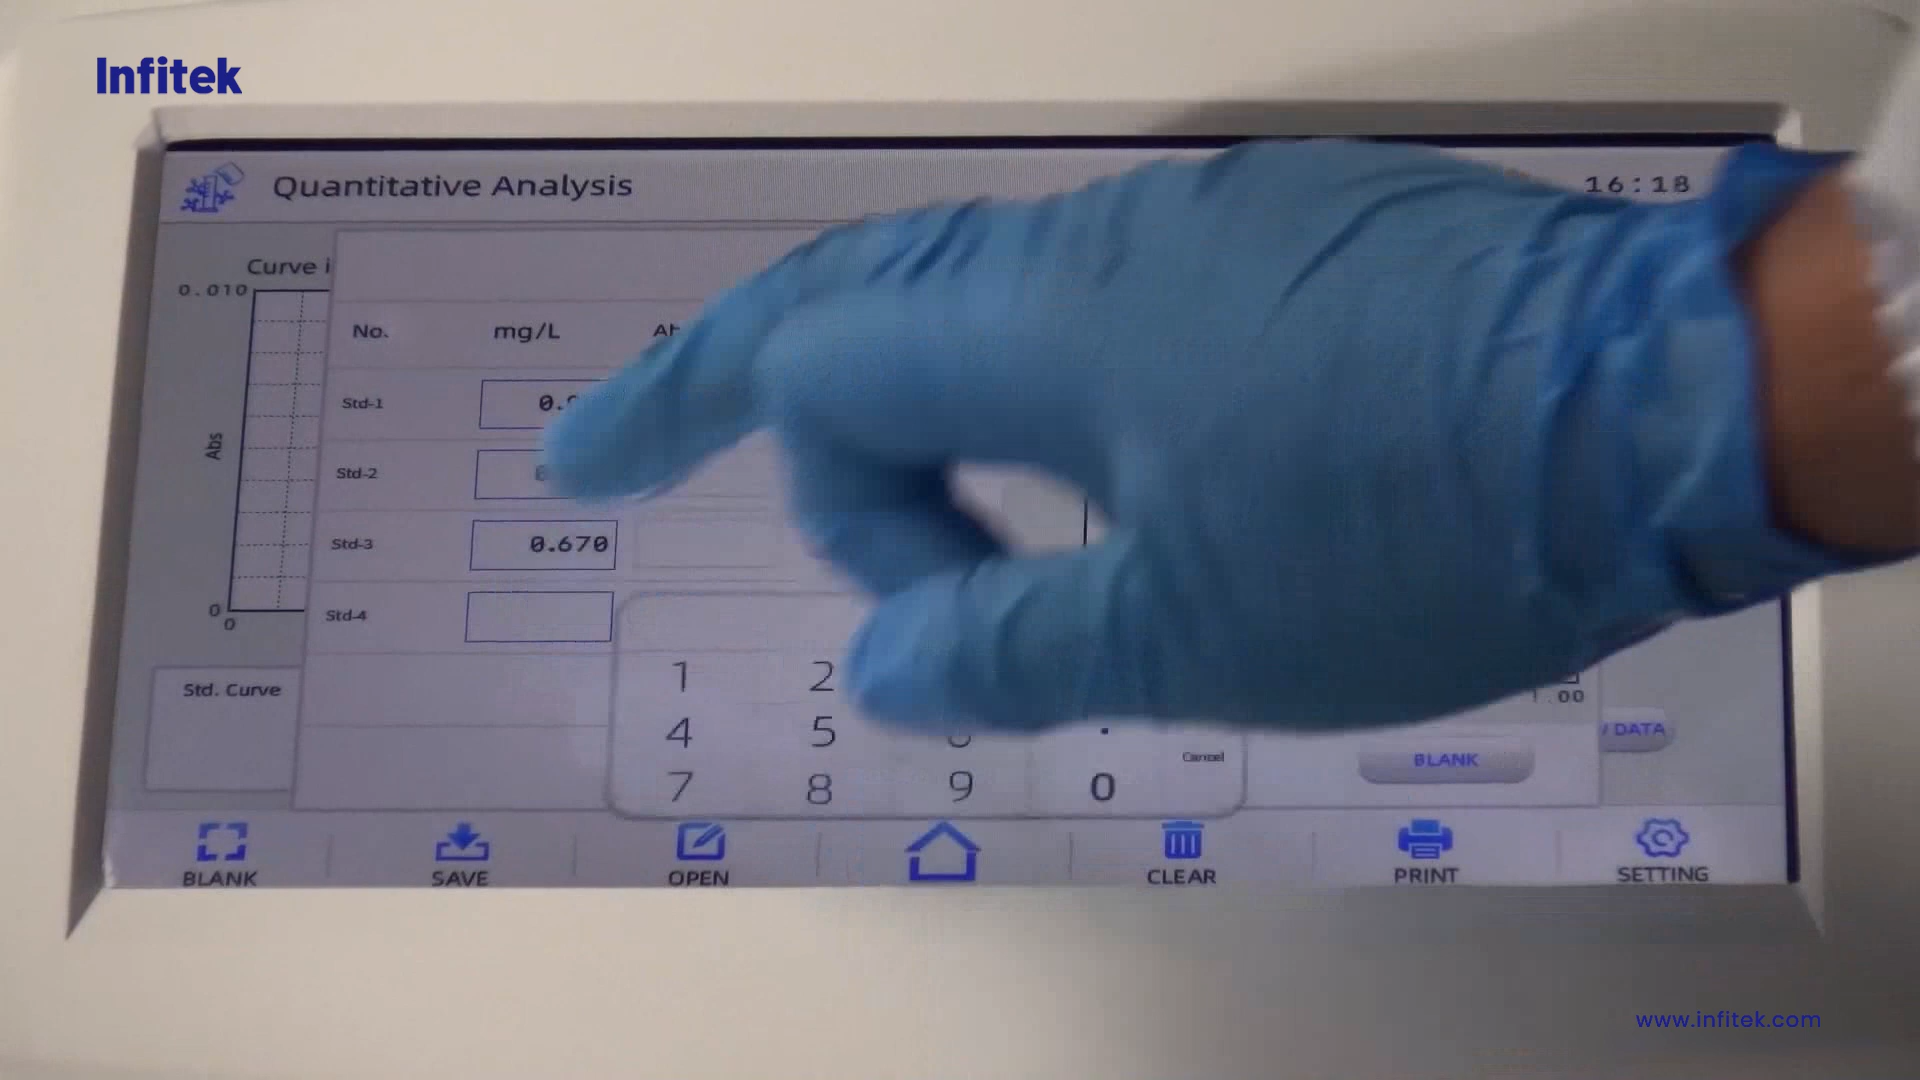 Infitek
Quantitative Analysis
16:18
Curve
0.010
No.
mg/L
Abs
Std-1
Std-2
Std-3
0.670
Std-4
0
0
Std. Curve
1 2
4 5 .
Cancel
7 8 9 0
DATA
BLANK
BLANK
SAVE
OPEN
CLEAR
PRINT
SETTING
www.infitek.com